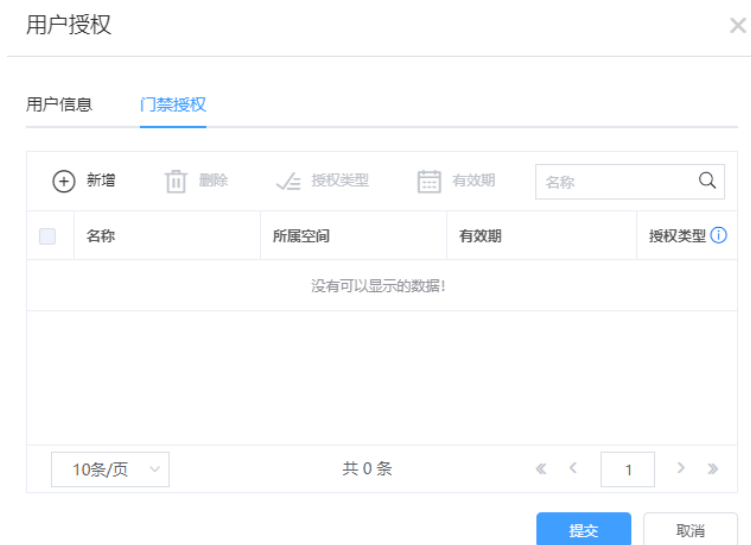 用户授权
用户信息 门禁授权
新增 删除 授权类型 有效期 名称
名称 所属空间 有效期 授权类型
没有可以显示的数据!
10条/页 共 0 条 1
提交 取消